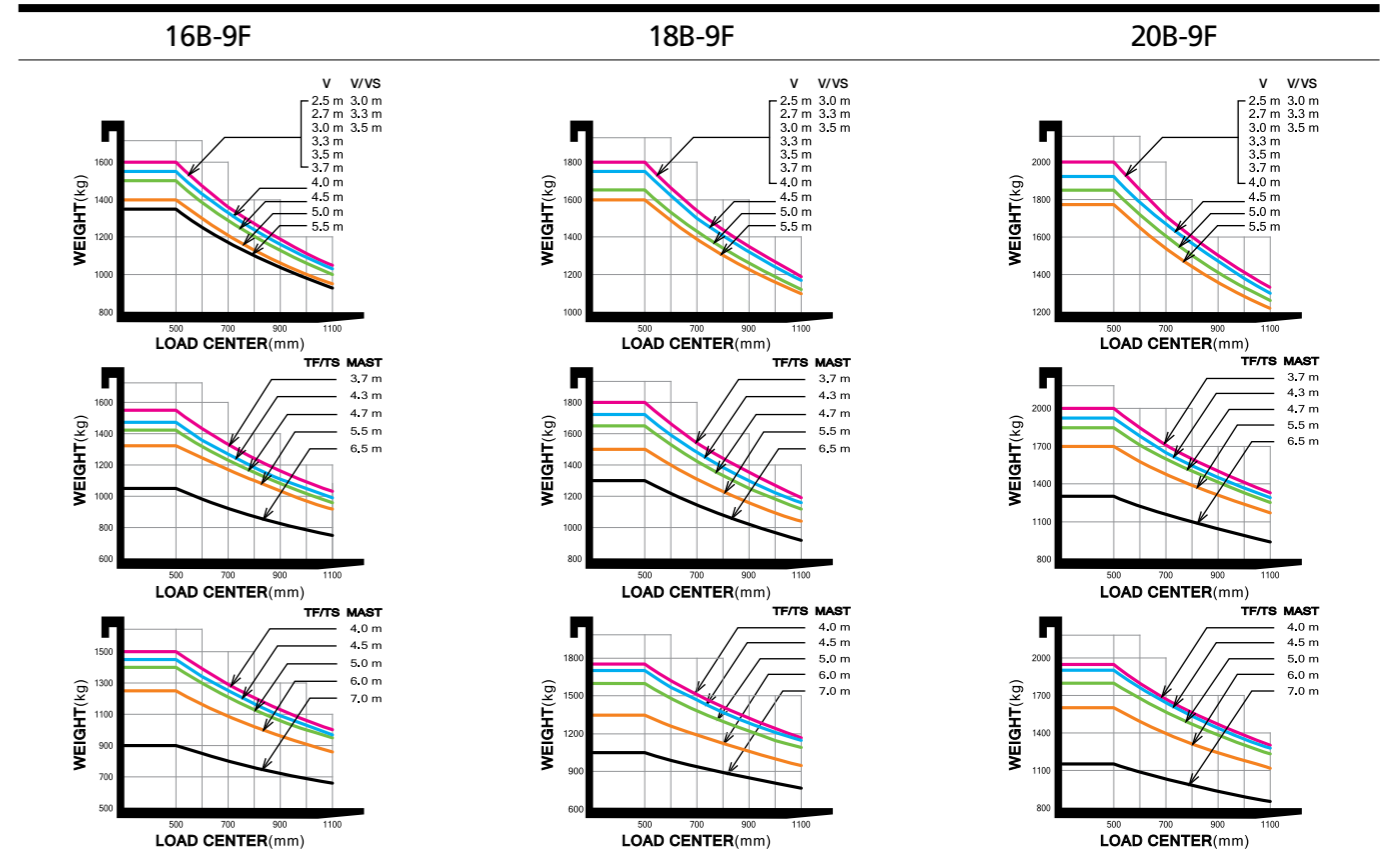 16B-9F 18B-9F 20B-9F
V V/VS
2.5 m 3.0 m
2.7 m 3.3 m
3.0 m 3.5 m
3.3 m
3.5 m
3.7 m
4.0 m
4.5 m
5.0 m
5.5 m
WEIGHT(kg)
1600
1400
1200
1000
800
500 700 900 1100
LOAD CENTER(mm)
V V/VS
2.5 m 3.0 m
2.7 m 3.3 m
3.0 m 3.5 m
3.3 m
3.5 m
3.7 m
4.0 m
4.5 m
5.0 m
5.5 m
WEIGHT(kg)
1800
1600
1400
1200
1000
500 700 900 1100
LOAD CENTER(mm)
V V/VS
2.5 m 3.0 m
2.7 m 3.3 m
3.0 m 3.5 m
3.3 m
3.5 m
3.7 m
4.0 m
4.5 m
5.0 m
5.5 m
WEIGHT(kg)
2000
1800
1600
1400
1200
500 700 900 1100
LOAD CENTER(mm)
TF/TS MAST
3.7 m
4.3 m
4.7 m
5.5 m
6.5 m
WEIGHT(kg)
1600
1400
1200
1000
800
600
500 700 900 1100
LOAD CENTER(mm)
TF/TS MAST
3.7 m
4.3 m
4.7 m
5.5 m
6.5 m
WEIGHT(kg)
1800
1600
1400
1200
1000
800
500 700 900 1100
LOAD CENTER(mm)
TF/TS MAST
3.7 m
4.3 m
4.7 m
5.5 m
6.5 m
WEIGHT(kg)
2000
1700
1400
1100
800
500 700 900 1100
LOAD CENTER(mm)
TF/TS MAST
4.0 m
4.5 m
5.0 m
6.0 m
7.0 m
WEIGHT(kg)
1500
1300
1100
900
700
500
500 700 900 1100
LOAD CENTER(mm)
TF/TS MAST
4.0 m
4.5 m
5.0 m
6.0 m
7.0 m
WEIGHT(kg)
1800
1500
1200
900
600
500 700 900 1100
LOAD CENTER(mm)
TF/TS MAST
4.0 m
4.5 m
5.0 m
6.0 m
7.0 m
WEIGHT(kg)
2000
1700
1400
1100
800
500 700 900 1100
LOAD CENTER(mm)